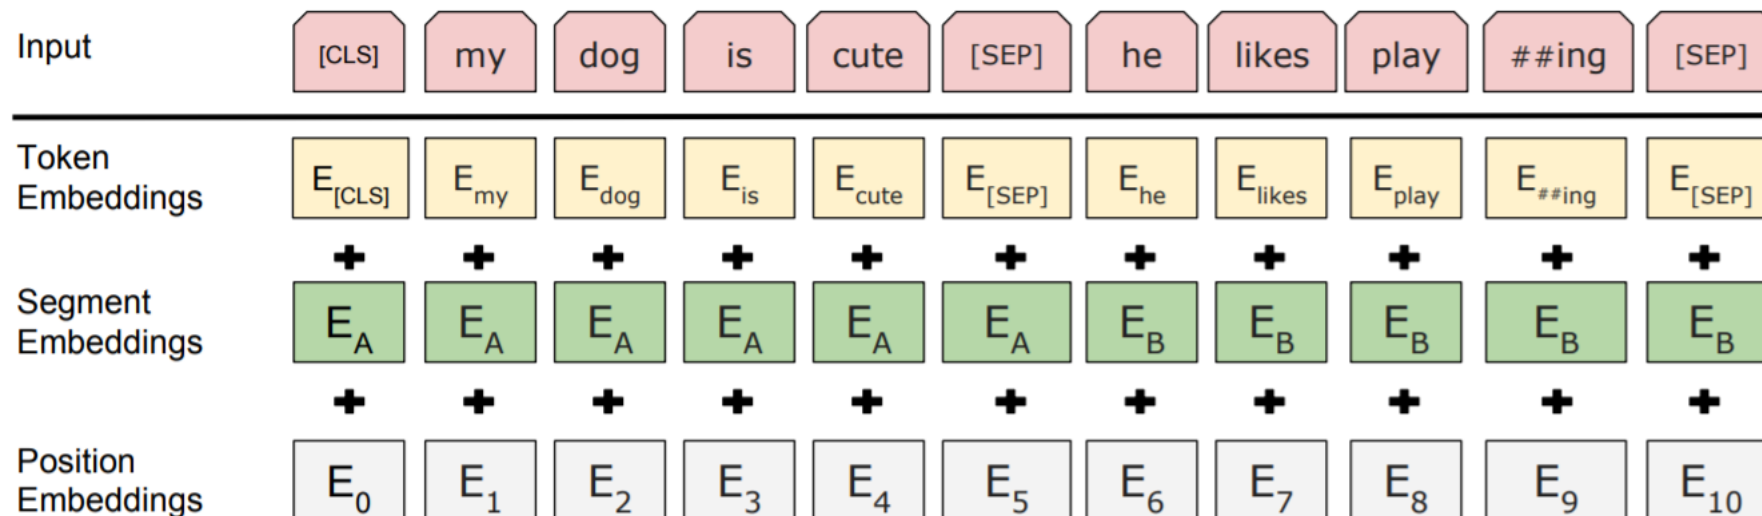 Input [CLS] my dog is cute [SEP] he likes play ##ing [SEP]
Token Embeddings E[CLS] Emy Edog Eis Ecute E[SEP] Ehe Elikes Eplay E##ing E[SEP]
+ + + + + + + + + + +
Segment Embeddings EA EA EA EA EA EA EB EB EB EB EB
+ + + + + + + + + + +
Position Embeddings E0 E1 E2 E3 E4 E5 E6 E7 E8 E9 E10